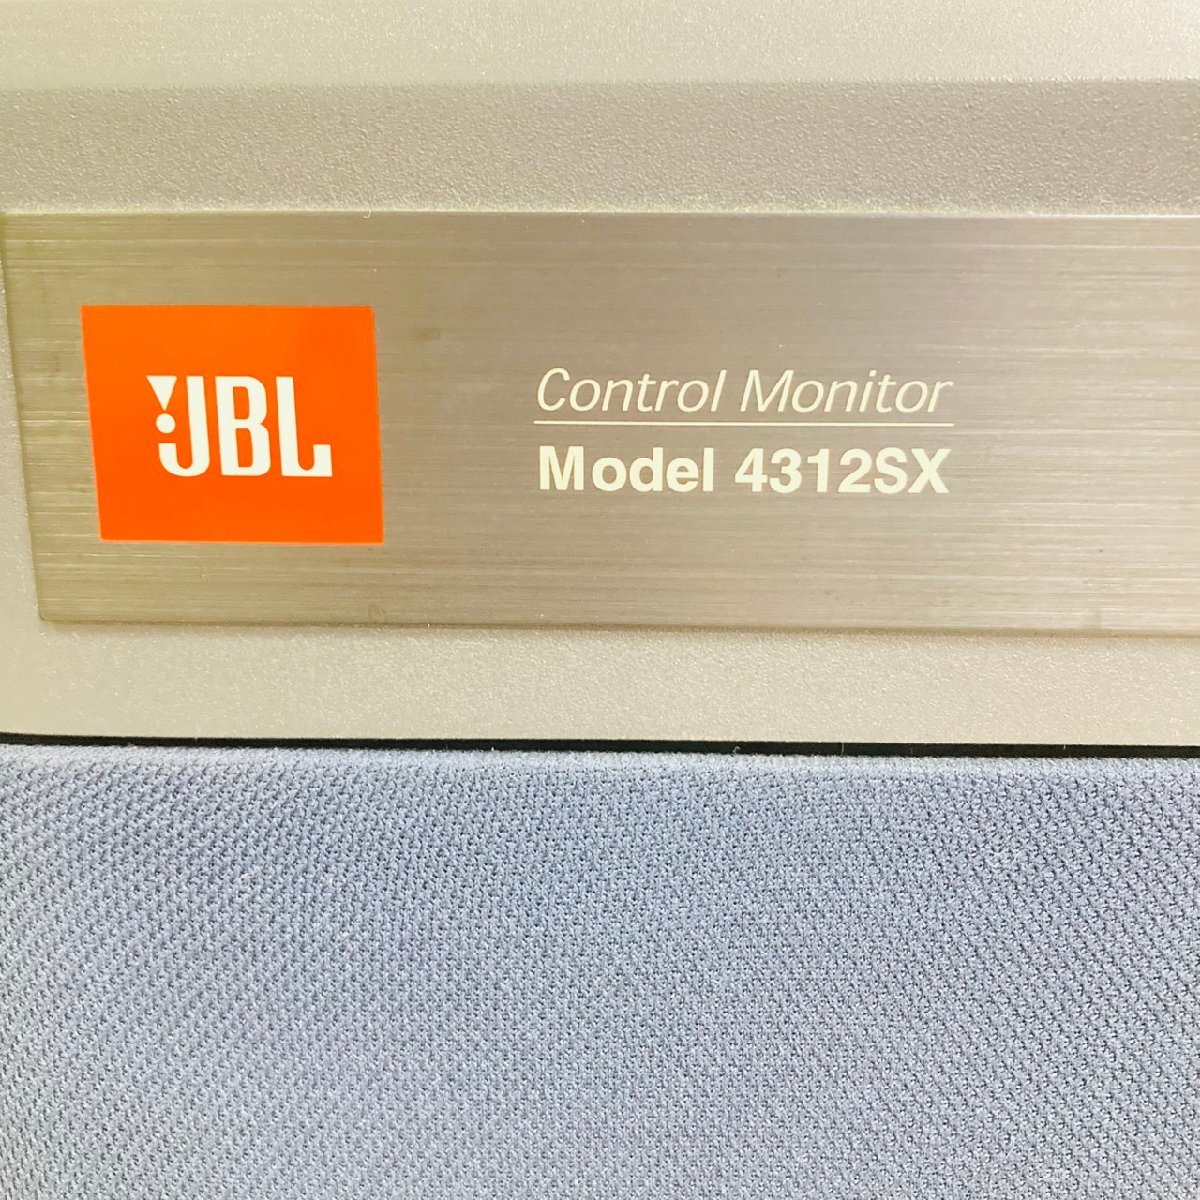 JBL
Control Monitor
Model 4312SX